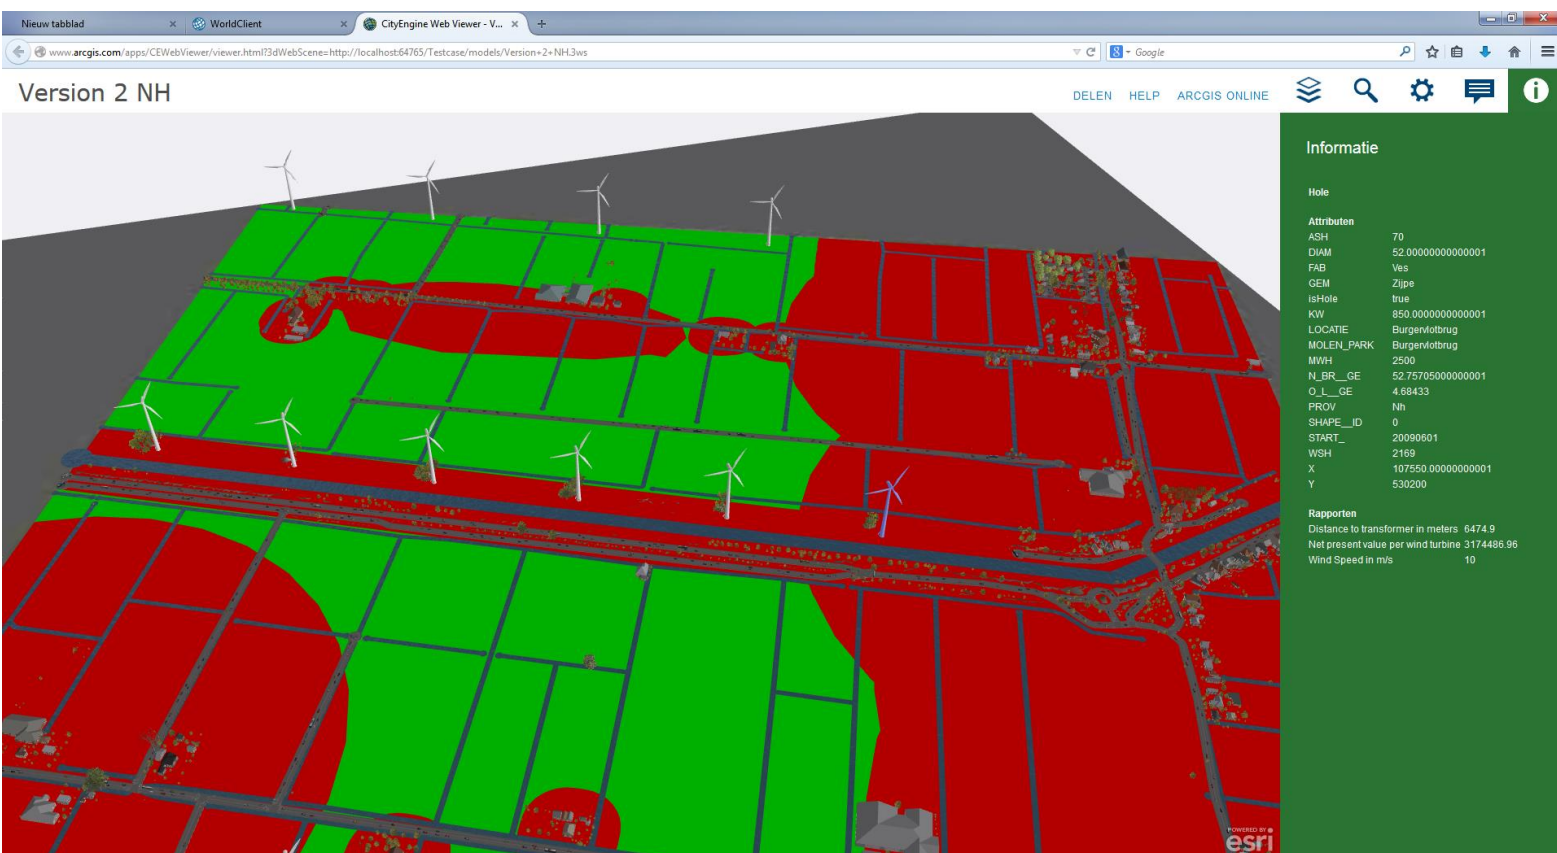 Nieuw tabblad × WorldClient × CityEngine Web Viewer - V... × +
www.arcgis.com/apps/CEWebViewer/viewer.html?3dWebScene=http://localhost:64765/Testcase/models/Version+2+NH.3ws 8 Google
Version 2 NH DELEN HELP ARCGIS ONLINE
Informatie
Hole
Attributen
ASH 70
DIAM 52.00000000000001
FAB Ves
GEM Zijpe
isHole true
KW 850.0000000000001
LOCATIE Burgervlotbrug
MOLEN_PARK Burgervlotbrug
MWH 2500
N_BR__GE 52.75705000000001
O_L__GE 4.68433
PROV Nh
SHAPE__ID 0
START_ 20090601
WSH 2169
X 107550.00000000001
Y 530200
Rapporten
Distance to transformer in meters 6474.9
Net present value per wind turbine 3174486.96
Wind Speed in m/s 10
POWERED BY
esri